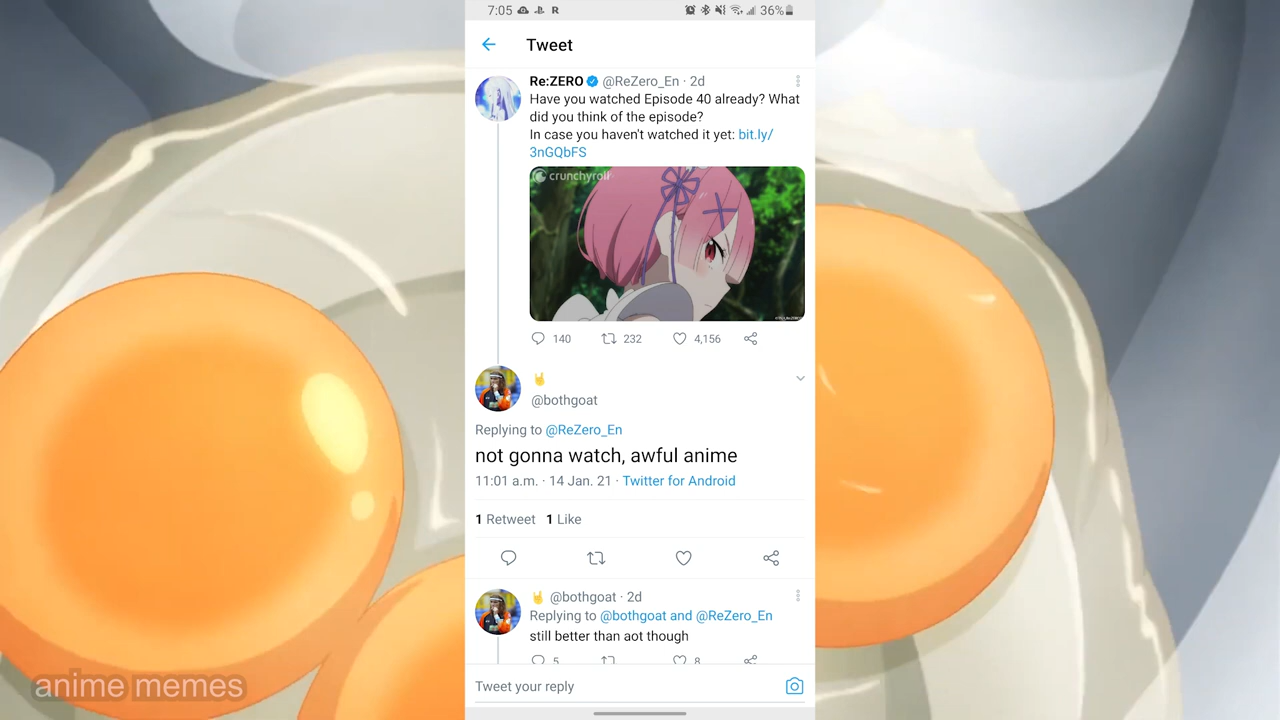 7:05 R 36%
Tweet
Re:ZERO @ReZero_En · 2d
Have you watched Episode 40 already? What
did you think of the episode?
In case you haven't watched it yet: bit.ly/
3nGQbFS
crunchyroll
140 232 4,156
@bothgoat
Replying to @ReZero_En
not gonna watch, awful anime
11:01 a.m. · 14 Jan. 21 · Twitter for Android
1 Retweet 1 Like
@bothgoat · 2d
Replying to @bothgoat and @ReZero_En
still better than aot though
5 8
Tweet your reply
anime memes